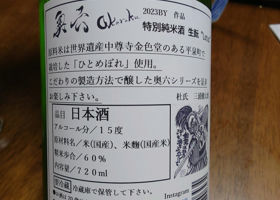 奥六 Okuroku
2023BY 作品
特別純米酒 生酛
原料米は世界遺産中尊寺金色堂のある平泉町で
栽培した「ひとめぼれ」使用。
こだわりの製造方法で醸した奥六シリーズを是非
お楽しみ下さい。
杜氏
品目 日本酒
アルコール分/15度
原材料名/米(国産)、米麹(国産)
精米歩合/60%
内容量/720ml
要冷蔵 冷蔵庫で保管して下さい。
Instagram